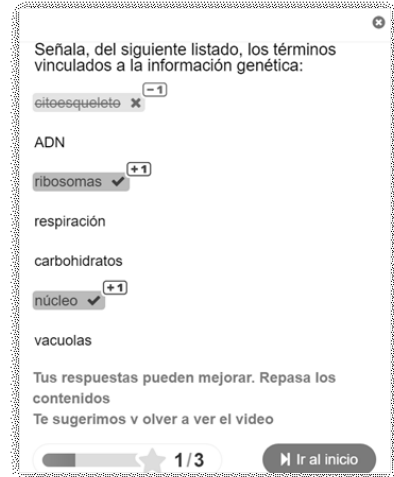 Señala, del siguiente listado, los términos
vinculados a la información genética:
citoesqueleto -1
ADN
ribosomas +1
respiración
carbohidratos
núcleo +1
vacuolas
Tus respuestas pueden mejorar. Repasa los
contenidos
Te sugerimos v olver a ver el video
1/3 Ir al inicio